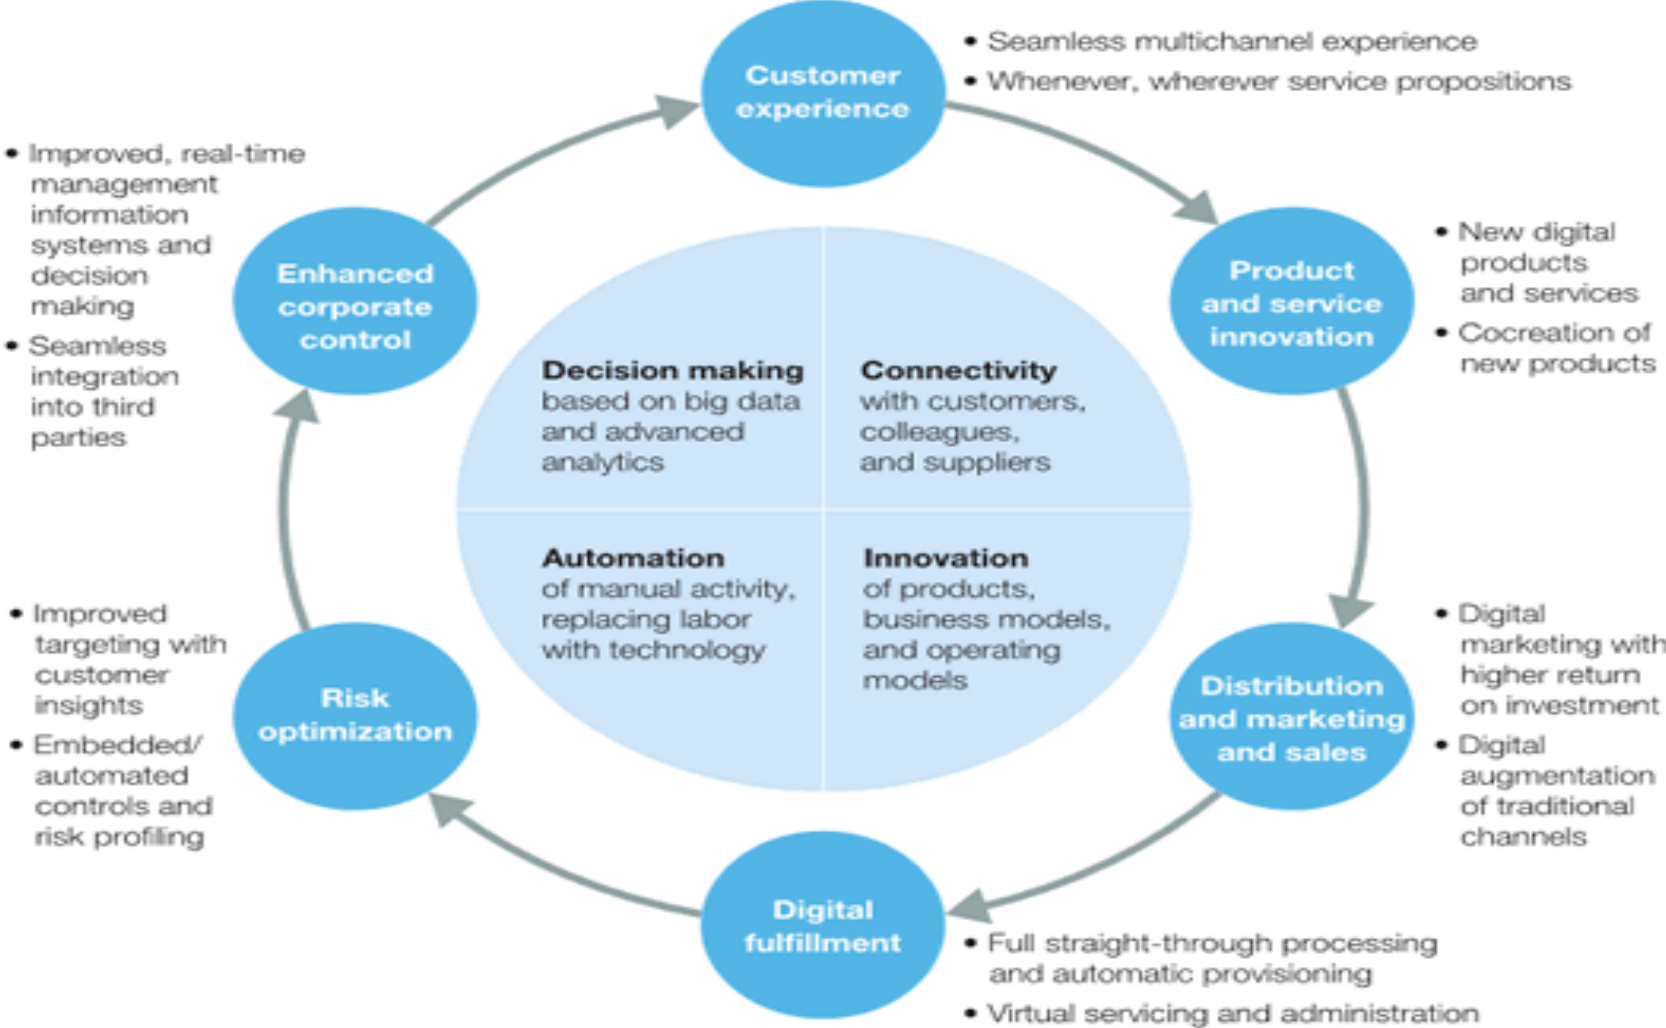 Customer
experience
• Seamless multichannel experience
• Whenever, wherever service propositions
Product
and service
innovation
• New digital
products
and services
• Cocreation of
new products
Distribution
and marketing
and sales
• Digital
marketing with
higher return
on investment
• Digital
augmentation
of traditional
channels
Digital
fulfillment
• Full straight-through processing
and automatic provisioning
• Virtual servicing and administration
Risk
optimization
• Improved
targeting with
customer
insights
• Embedded/
automated
controls and
risk profiling
Enhanced
corporate
control
• Improved, real-time
management
information
systems and
decision
making
• Seamless
integration
into third
parties
Decision making
based on big data
and advanced
analytics
Connectivity
with customers,
colleagues,
and suppliers
Automation
of manual activity,
replacing labor
with technology
Innovation
of products,
business models,
and operating
models